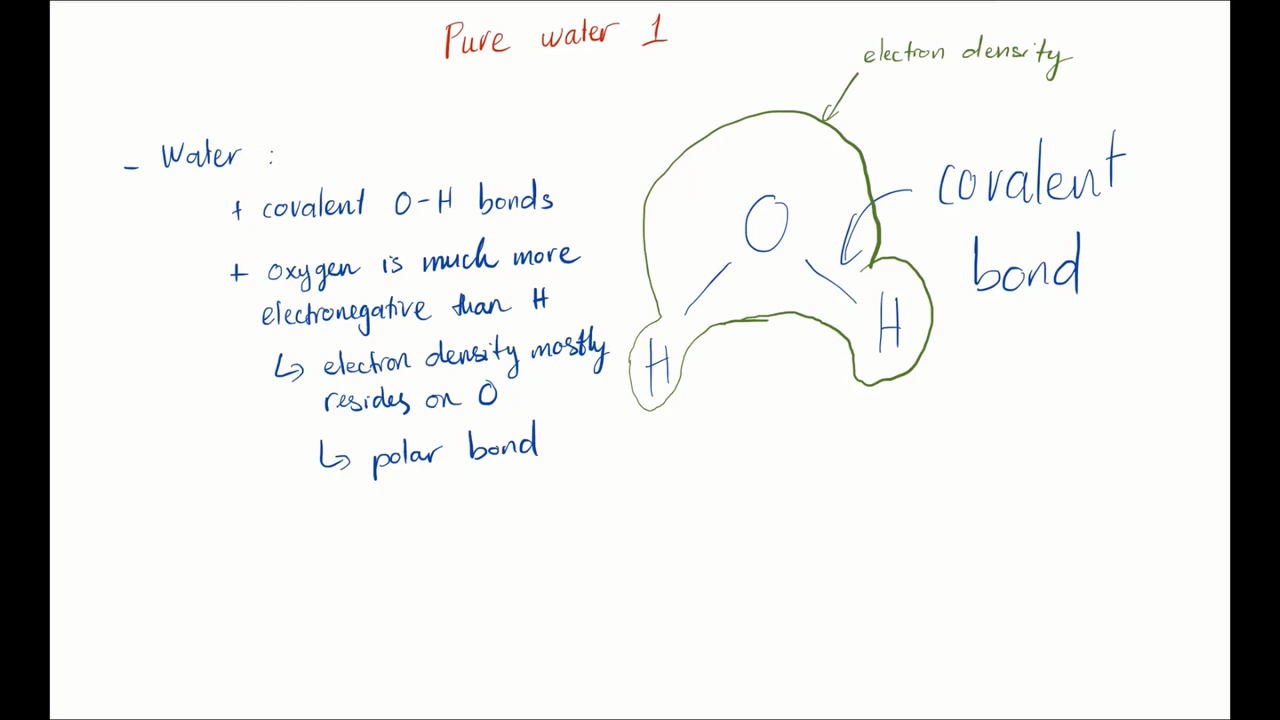 Pure water 1
electron density
- Water :
+ covalent O-H bonds
+ oxygen is much more
electronegative than H
↳ electron density mostly
resides on O
↳ polar bond
covalent
bond
O
H
H